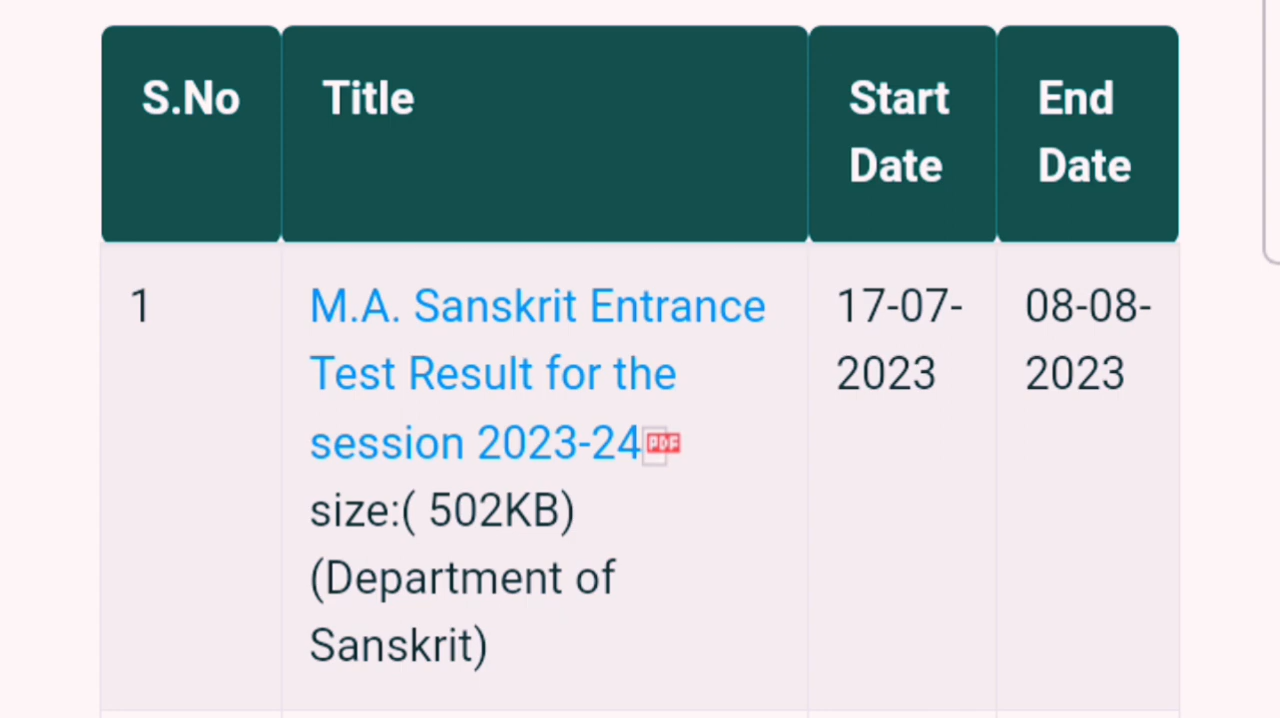 S.No
Title
Start
Date
End
Date
1
M.A. Sanskrit Entrance
Test Result for the
session 2023-24 PDF
size:( 502KB)
(Department of
Sanskrit)
17-07-
2023
08-08-
2023